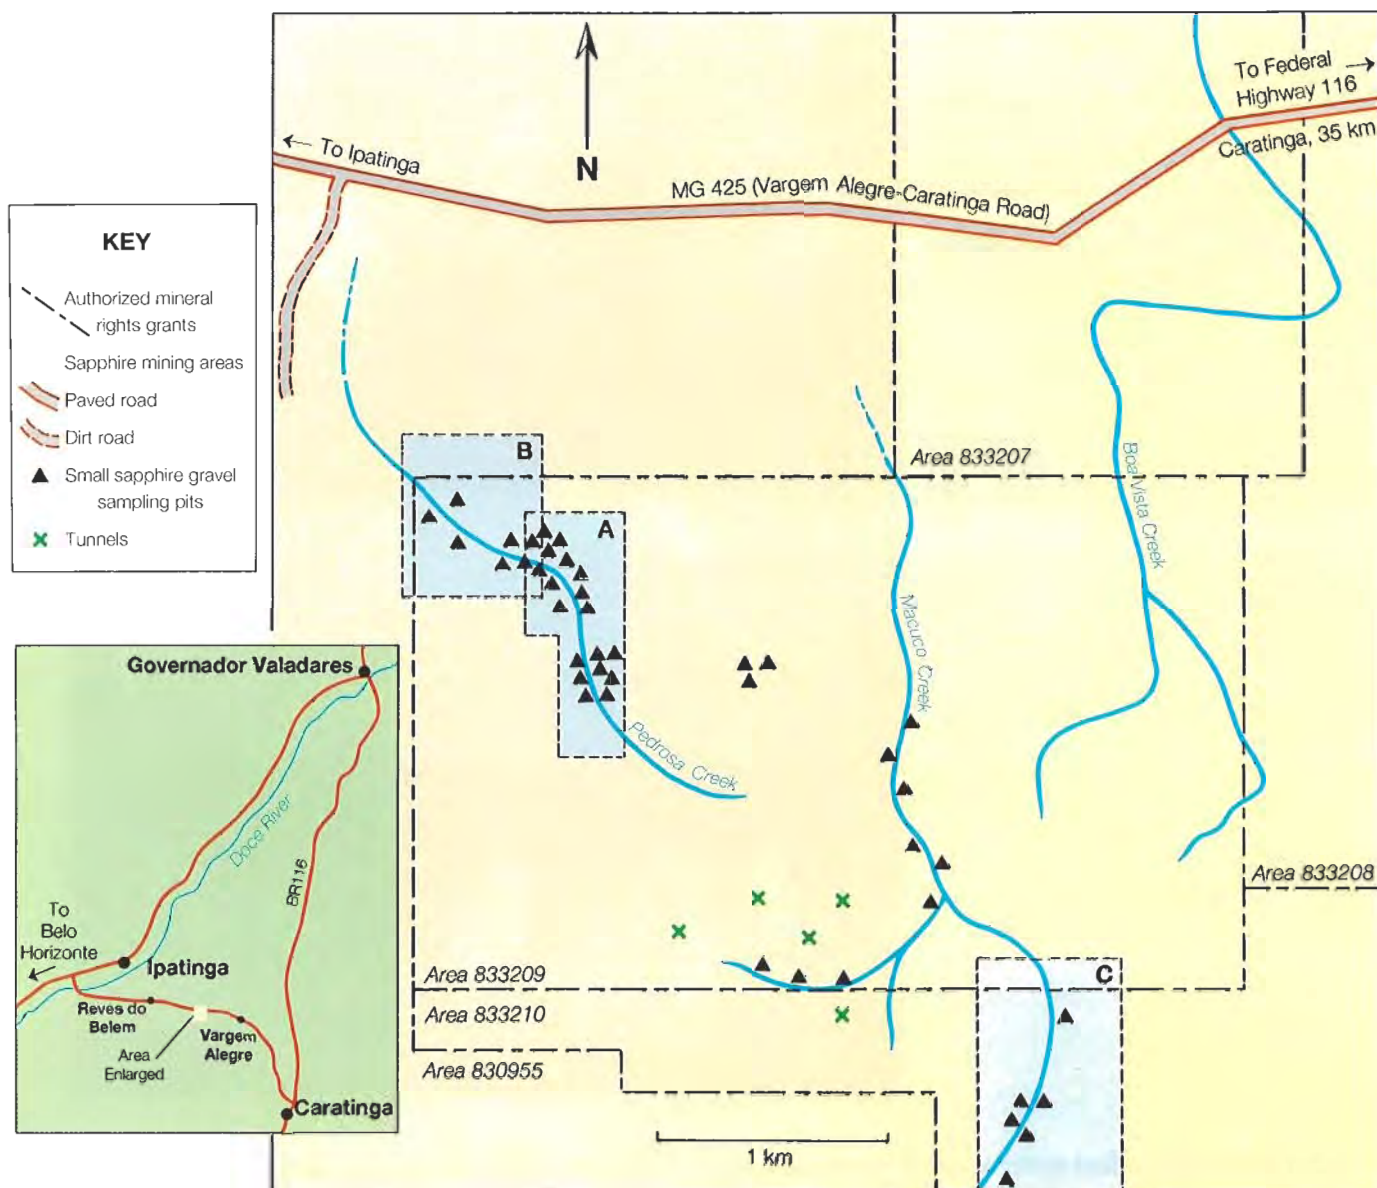 To Federal
Highway 116
Caratinga, 35 km
To Ipatinga
N
MG 425 (Vargem Alegre-Caratinga Road)
KEY
Authorized mineral
rights grants
Sapphire mining areas
Paved road
Dirt road
Small sapphire gravel
sampling pits
Tunnels
B
A
Area 833207
Boa Vista Creek
Macuco Creek
Pedrosa Creek
Area 833208
Area 833209
C
Area 833210
Area 830955
1 km
Governador Valadares
Doce River
BR116
To
Belo
Horizonte
Ipatinga
Reves do
Belem
Vargem
Alegre
Area
Enlarged
Caratinga